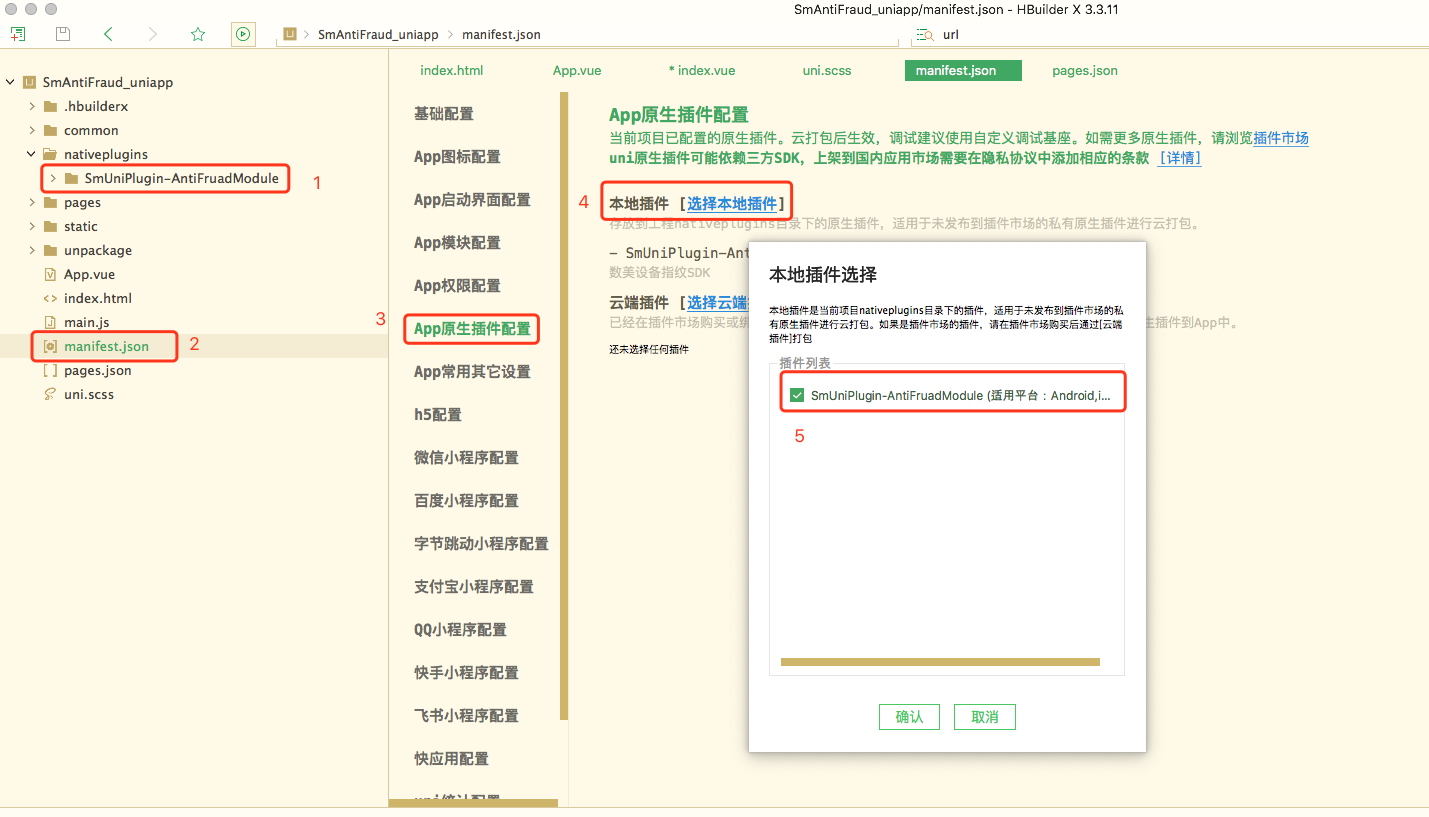 SmAntiFraud_uniapp/manifest.json - HBuilder X 3.3.11
SmAntiFraud_uniapp
manifest.json
url
SmAntiFraud_uniapp
.hbuilderx
common
nativeplugins
SmUniPlugin-AntiFruadModule
1
pages
static
unpackage
App.vue
index.html
main.js
manifest.json
2
pages.json
uni.scss
index.html
App.vue
* index.vue
uni.scss
manifest.json
pages.json
基础配置
App图标配置
App启动界面配置
App模块配置
App权限配置
3
App原生插件配置
App常用其它设置
h5配置
微信小程序配置
百度小程序配置
字节跳动小程序配置
支付宝小程序配置
QQ小程序配置
快手小程序配置
飞书小程序配置
快应用配置
uni统计配置
App原生插件配置
当前项目已配置的原生插件。云打包后生效，调试建议使用自定义调试基座。如需更多原生插件，请浏览插件市场
uni原生插件可能依赖三方SDK，上架到国内应用市场需要在隐私协议中添加相应的条款 [详情]
4
本地插件 [选择本地插件]
存放到工程nativeplugins目录下的原生插件，适用于未发布到插件市场的私有原生插件进行云打包。
- SmUniPlugin-Ant
数美设备指纹SDK
云端插件 [选择云端
已经在插件市场购买或绑
生插件到App中。
还未选择任何插件
本地插件选择
本地插件是当前项目nativeplugins目录下的插件，适用于未发布到插件市场的私
有原生插件进行云打包。如果是插件市场的插件，请在插件市场购买后通过[云端
插件]打包
插件列表
SmUniPlugin-AntiFruadModule (适用平台：Android,i...
5
确认
取消